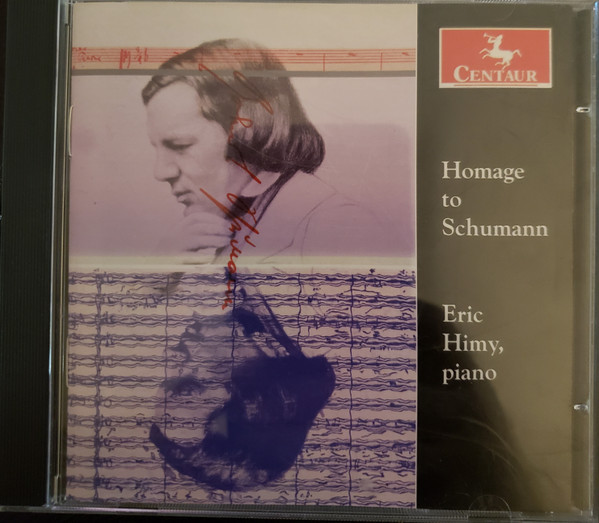 CENTAUR
Homage
to
Schumann
Eric
Himy,
piano